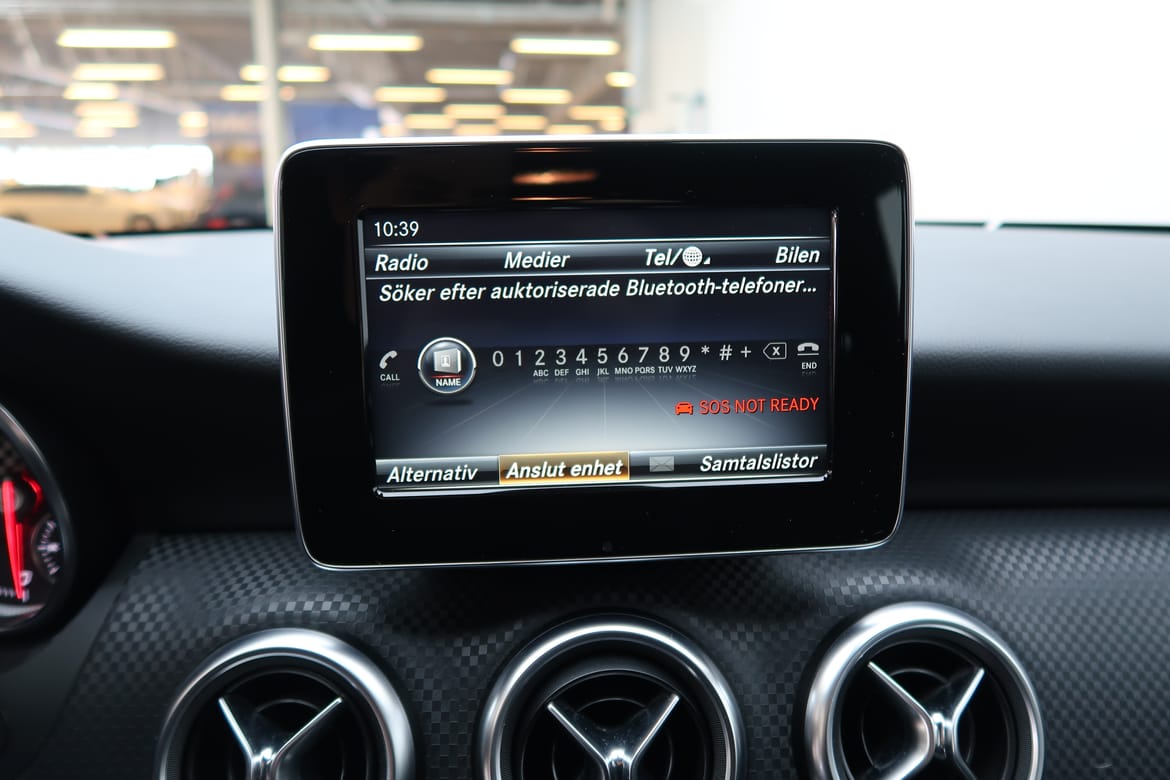 10:39
Radio Medier Tel/ Bilen
Söker efter auktoriserade Bluetooth-telefoner...
CALL NAME 0 1 2 3 4 5 6 7 8 9 * # + X END
ABC DEF GHI JKL MNO PQRS TUV WXYZ
SOS NOT READY
Alternativ Anslut enhet Samtalslistor